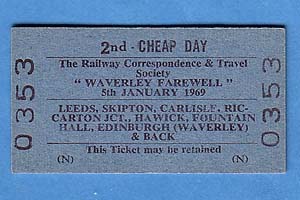 2nd - CHEAP DAY
The Railway Correspondence & Travel
Society
" WAVERLEY FAREWELL "
5th JANUARY 1969
LEEDS, SKIPTON, CARLISLE, RIC-
CARTON JCT., HAWICK, FOUNTAIN
HALL, EDINBURGH (WAVERLEY)
& BACK
This Ticket may be retained
(N) (N)
0353
0353